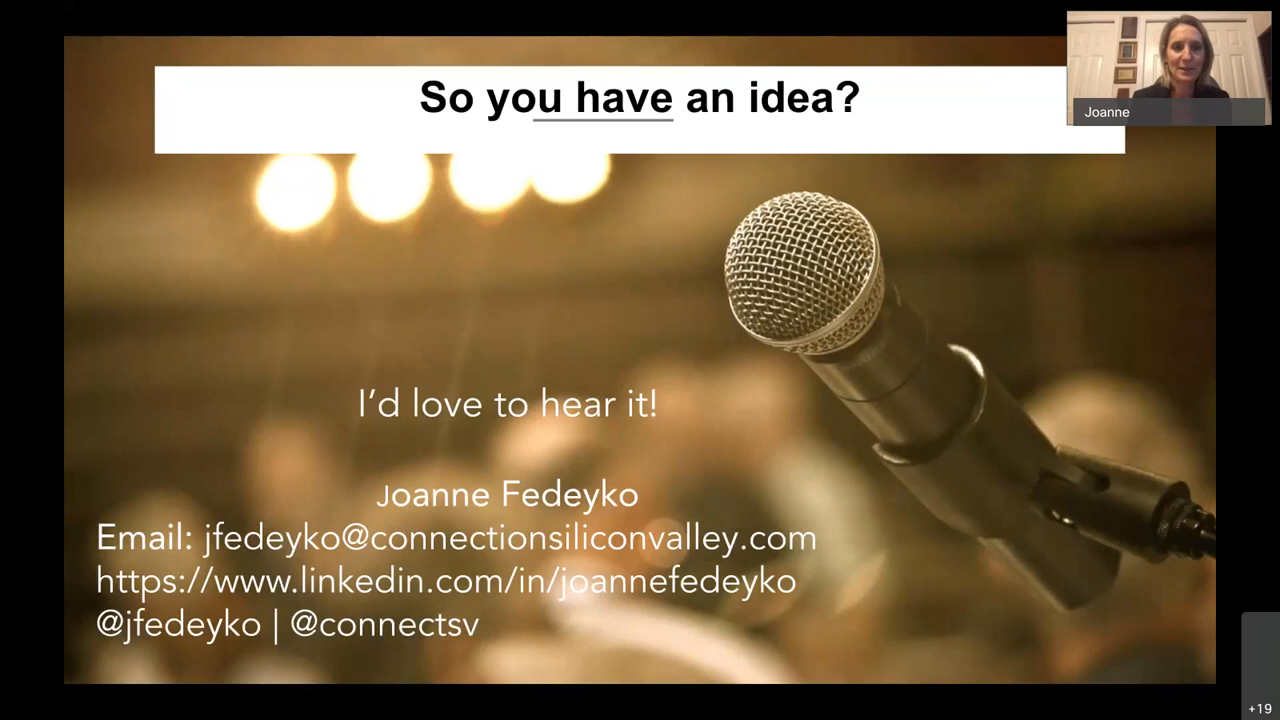 So you have an idea?
Joanne
I’d love to hear it!
Joanne Fedeyko
Email: jfedeyko@connectionsiliconvalley.com
https://www.linkedin.com/in/joannefedeyko
@jfedeyko | @connectsv
+19